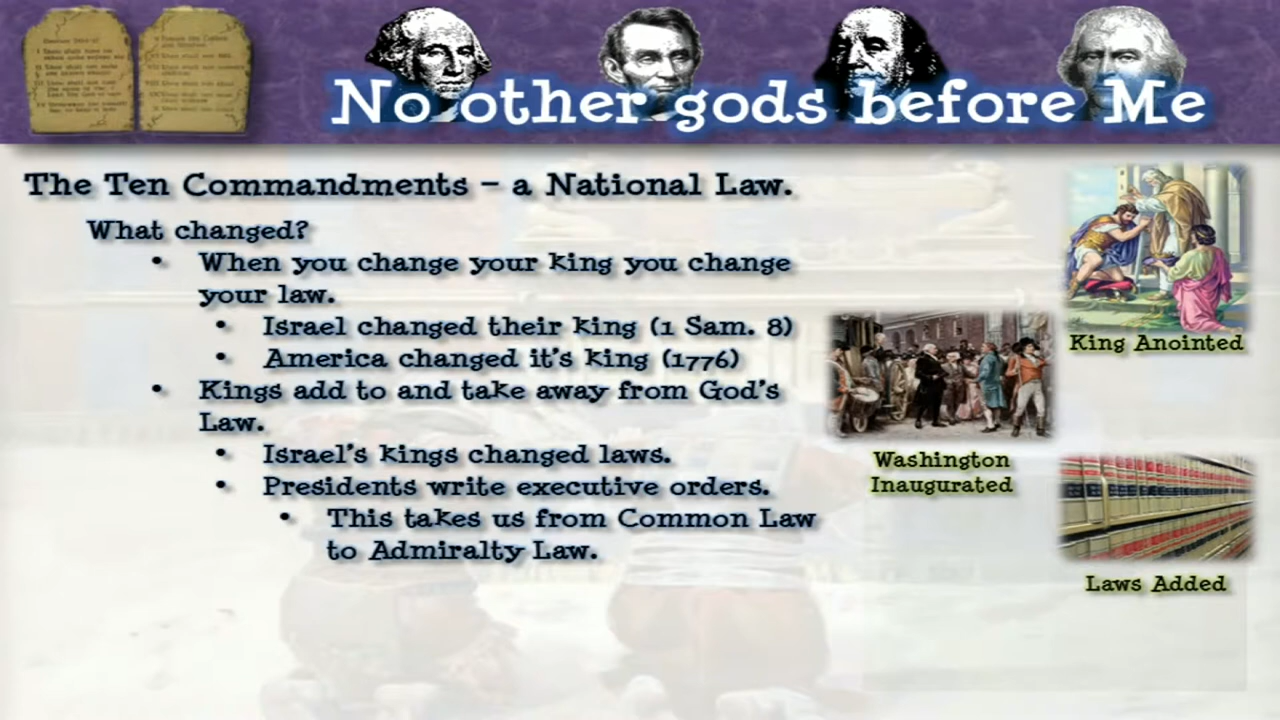 No other gods before Me
The Ten Commandments – a National Law.
What changed?
• When you change your king you change
your law.
• Israel changed their king (1 Sam. 8)
• America changed it's king (1776)
• Kings add to and take away from God's
Law.
• Israel's kings changed laws.
• Presidents write executive orders.
• This takes us from Common Law
to Admiralty Law.
King Anointed
Washington
Inaugurated
Laws Added